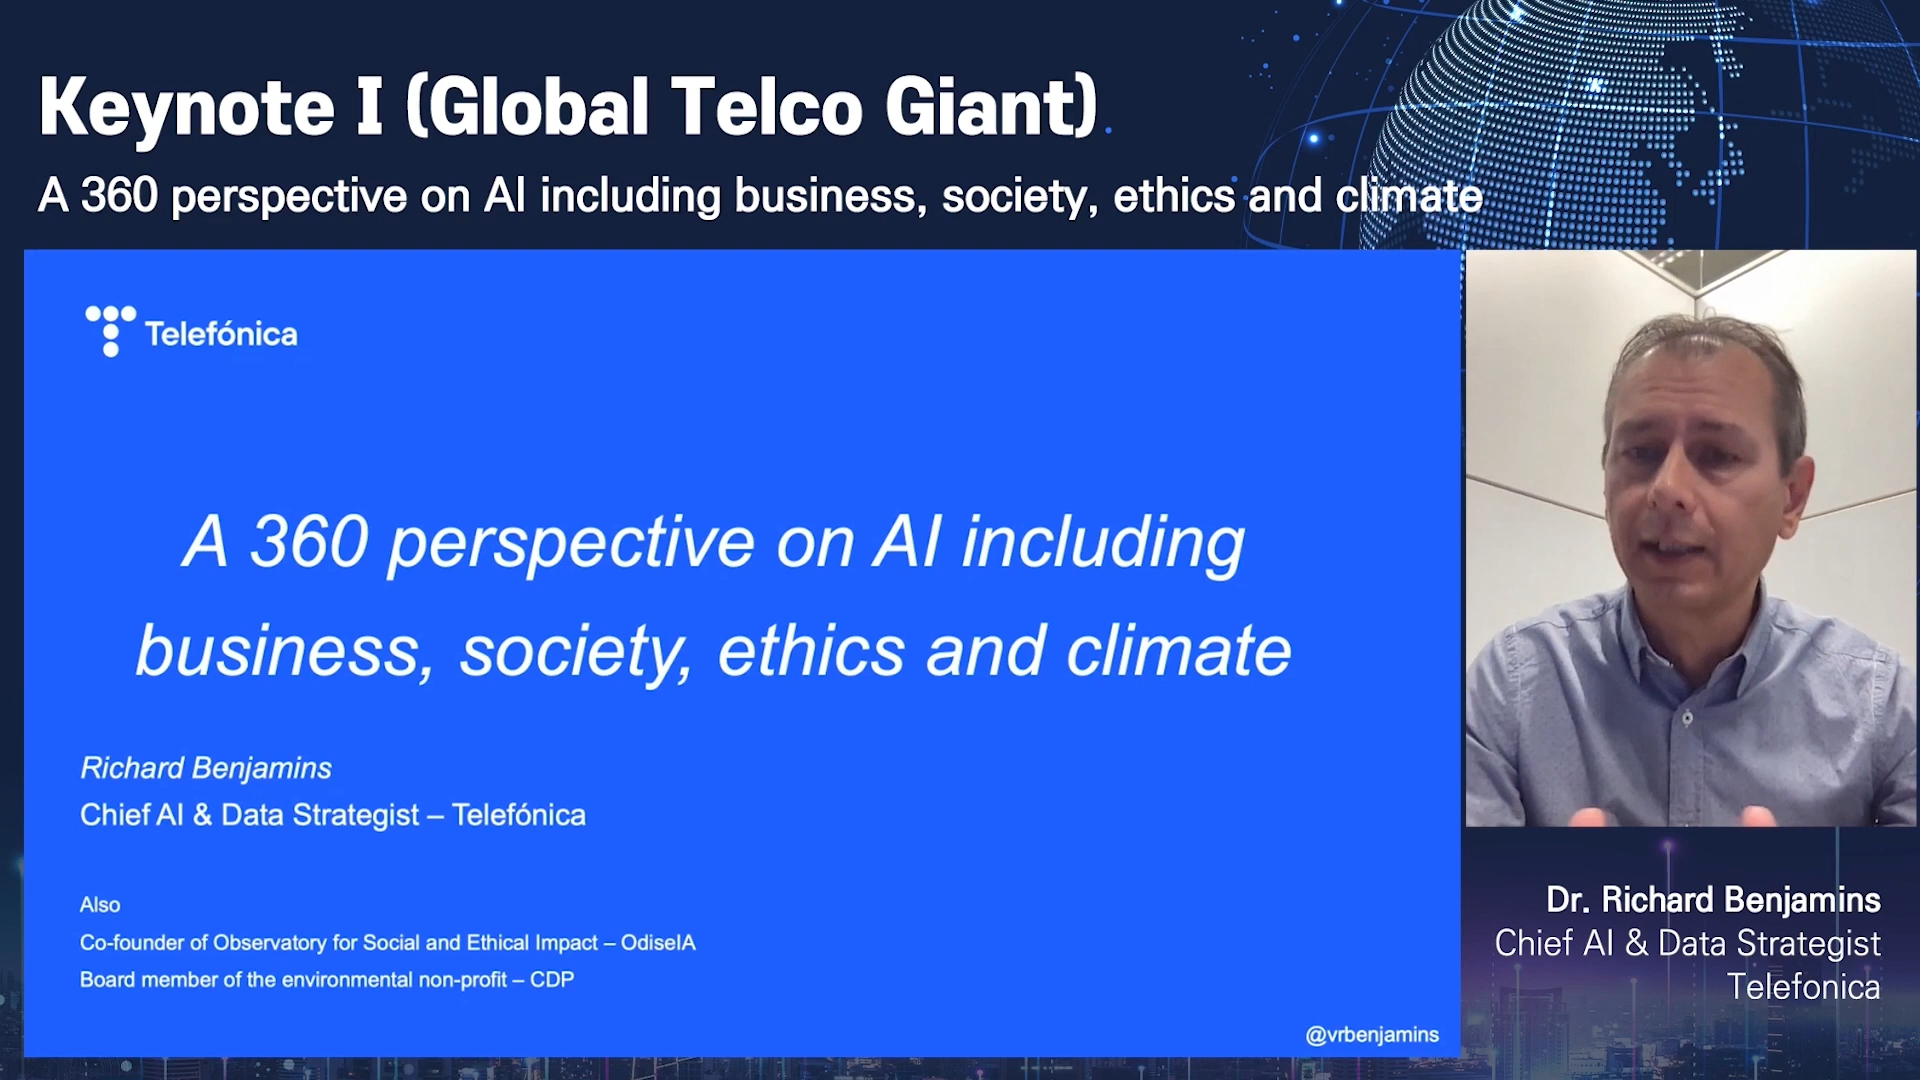 Keynote I (Global Telco Giant)
A 360 perspective on AI including business, society, ethics and climate
Telefónica
A 360 perspective on AI including
business, society, ethics and climate
Richard Benjamins
Chief AI & Data Strategist – Telefónica
Also
Co-founder of Observatory for Social and Ethical Impact – OdiseIA
Board member of the environmental non-profit – CDP
@vrbenjamins
Dr. Richard Benjamins
Chief AI & Data Strategist
Telefonica